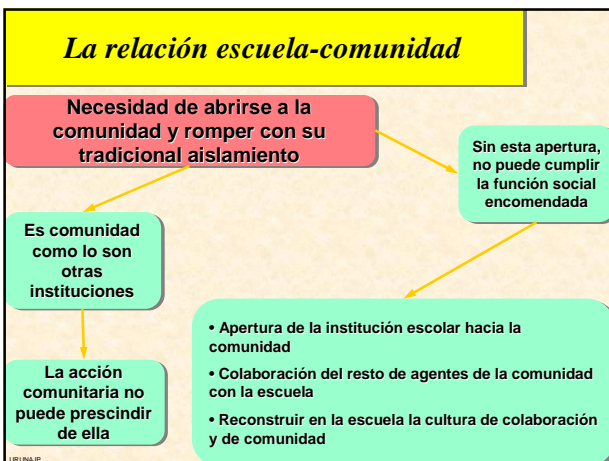 La relación escuela-comunidad
Necesidad de abrirse a la
comunidad y romper con su
tradicional aislamiento
Sin esta apertura,
no puede cumplir
la función social
encomendada
Es comunidad
como lo son
otras
instituciones
La acción
comunitaria no
puede prescindir
de ella
• Apertura de la institución escolar hacia la
comunidad
• Colaboración del resto de agentes de la comunidad
con la escuela
• Reconstruir en la escuela la cultura de colaboración
y de comunidad